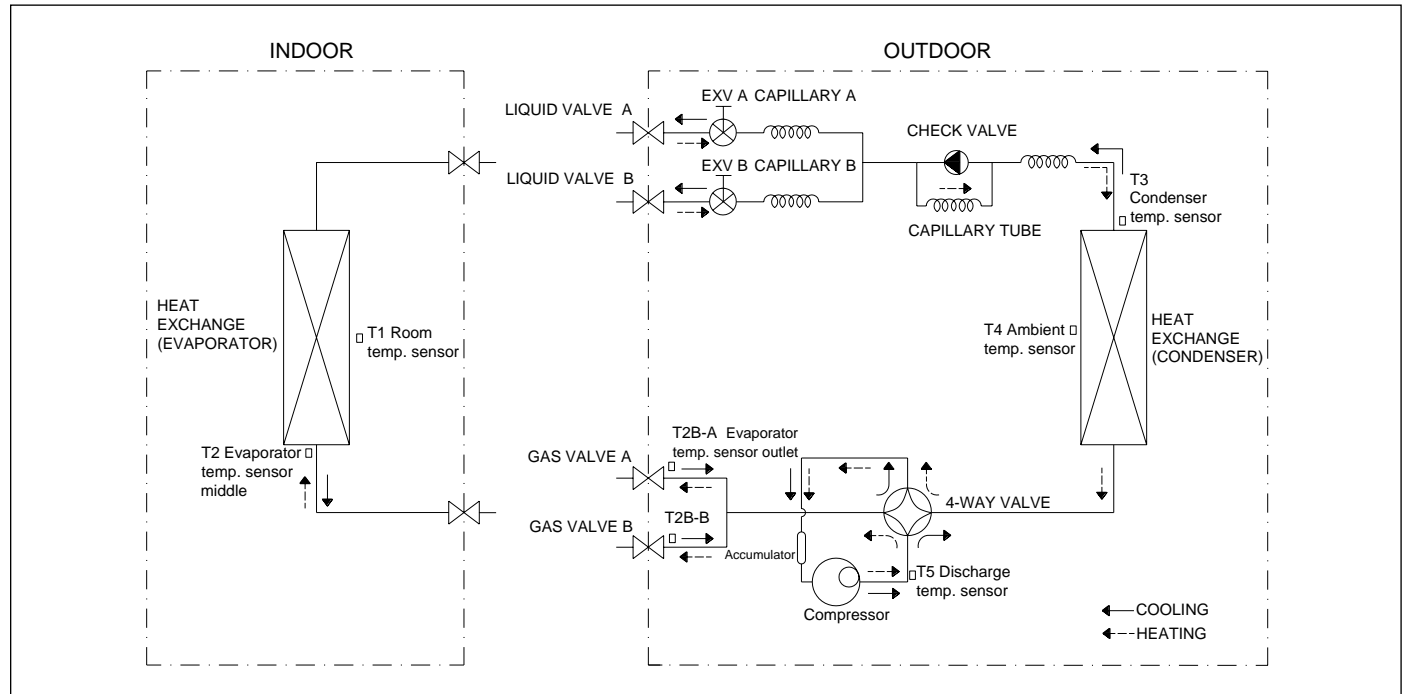 INDOOR
OUTDOOR
LIQUID VALVE A
EXV A CAPILLARY A
CHECK VALVE
LIQUID VALVE B
EXV B CAPILLARY B
T3
Condenser
temp. sensor
CAPILLARY TUBE
HEAT
EXCHANGE
(EVAPORATOR)
T1 Room
temp. sensor
T4 Ambient
temp. sensor
HEAT
EXCHANGE
(CONDENSER)
T2 Evaporator
temp. sensor
middle
GAS VALVE A
T2B-A Evaporator
temp. sensor outlet
4-WAY VALVE
GAS VALVE B
T2B-B
Accumulator
T5 Discharge
temp. sensor
Compressor
COOLING
HEATING